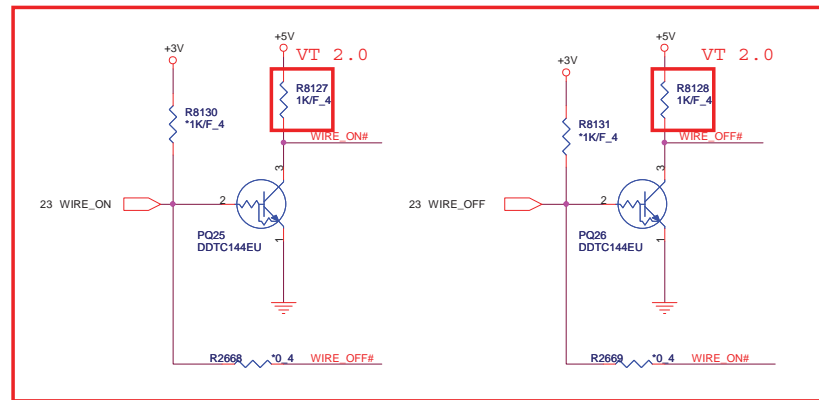 +5V
VT 2.0
+3V
R8127
1K/F_4
R8130
*1K/F_4
WIRE_ON#
3
23 WIRE_ON
2
PQ25
DDTC144EU
1
R2668
*0_4
WIRE_OFF#
+5V
VT 2.0
+3V
R8128
1K/F_4
R8131
*1K/F_4
WIRE_OFF#
3
23 WIRE_OFF
2
PQ26
DDTC144EU
1
R2669
*0_4
WIRE_ON#